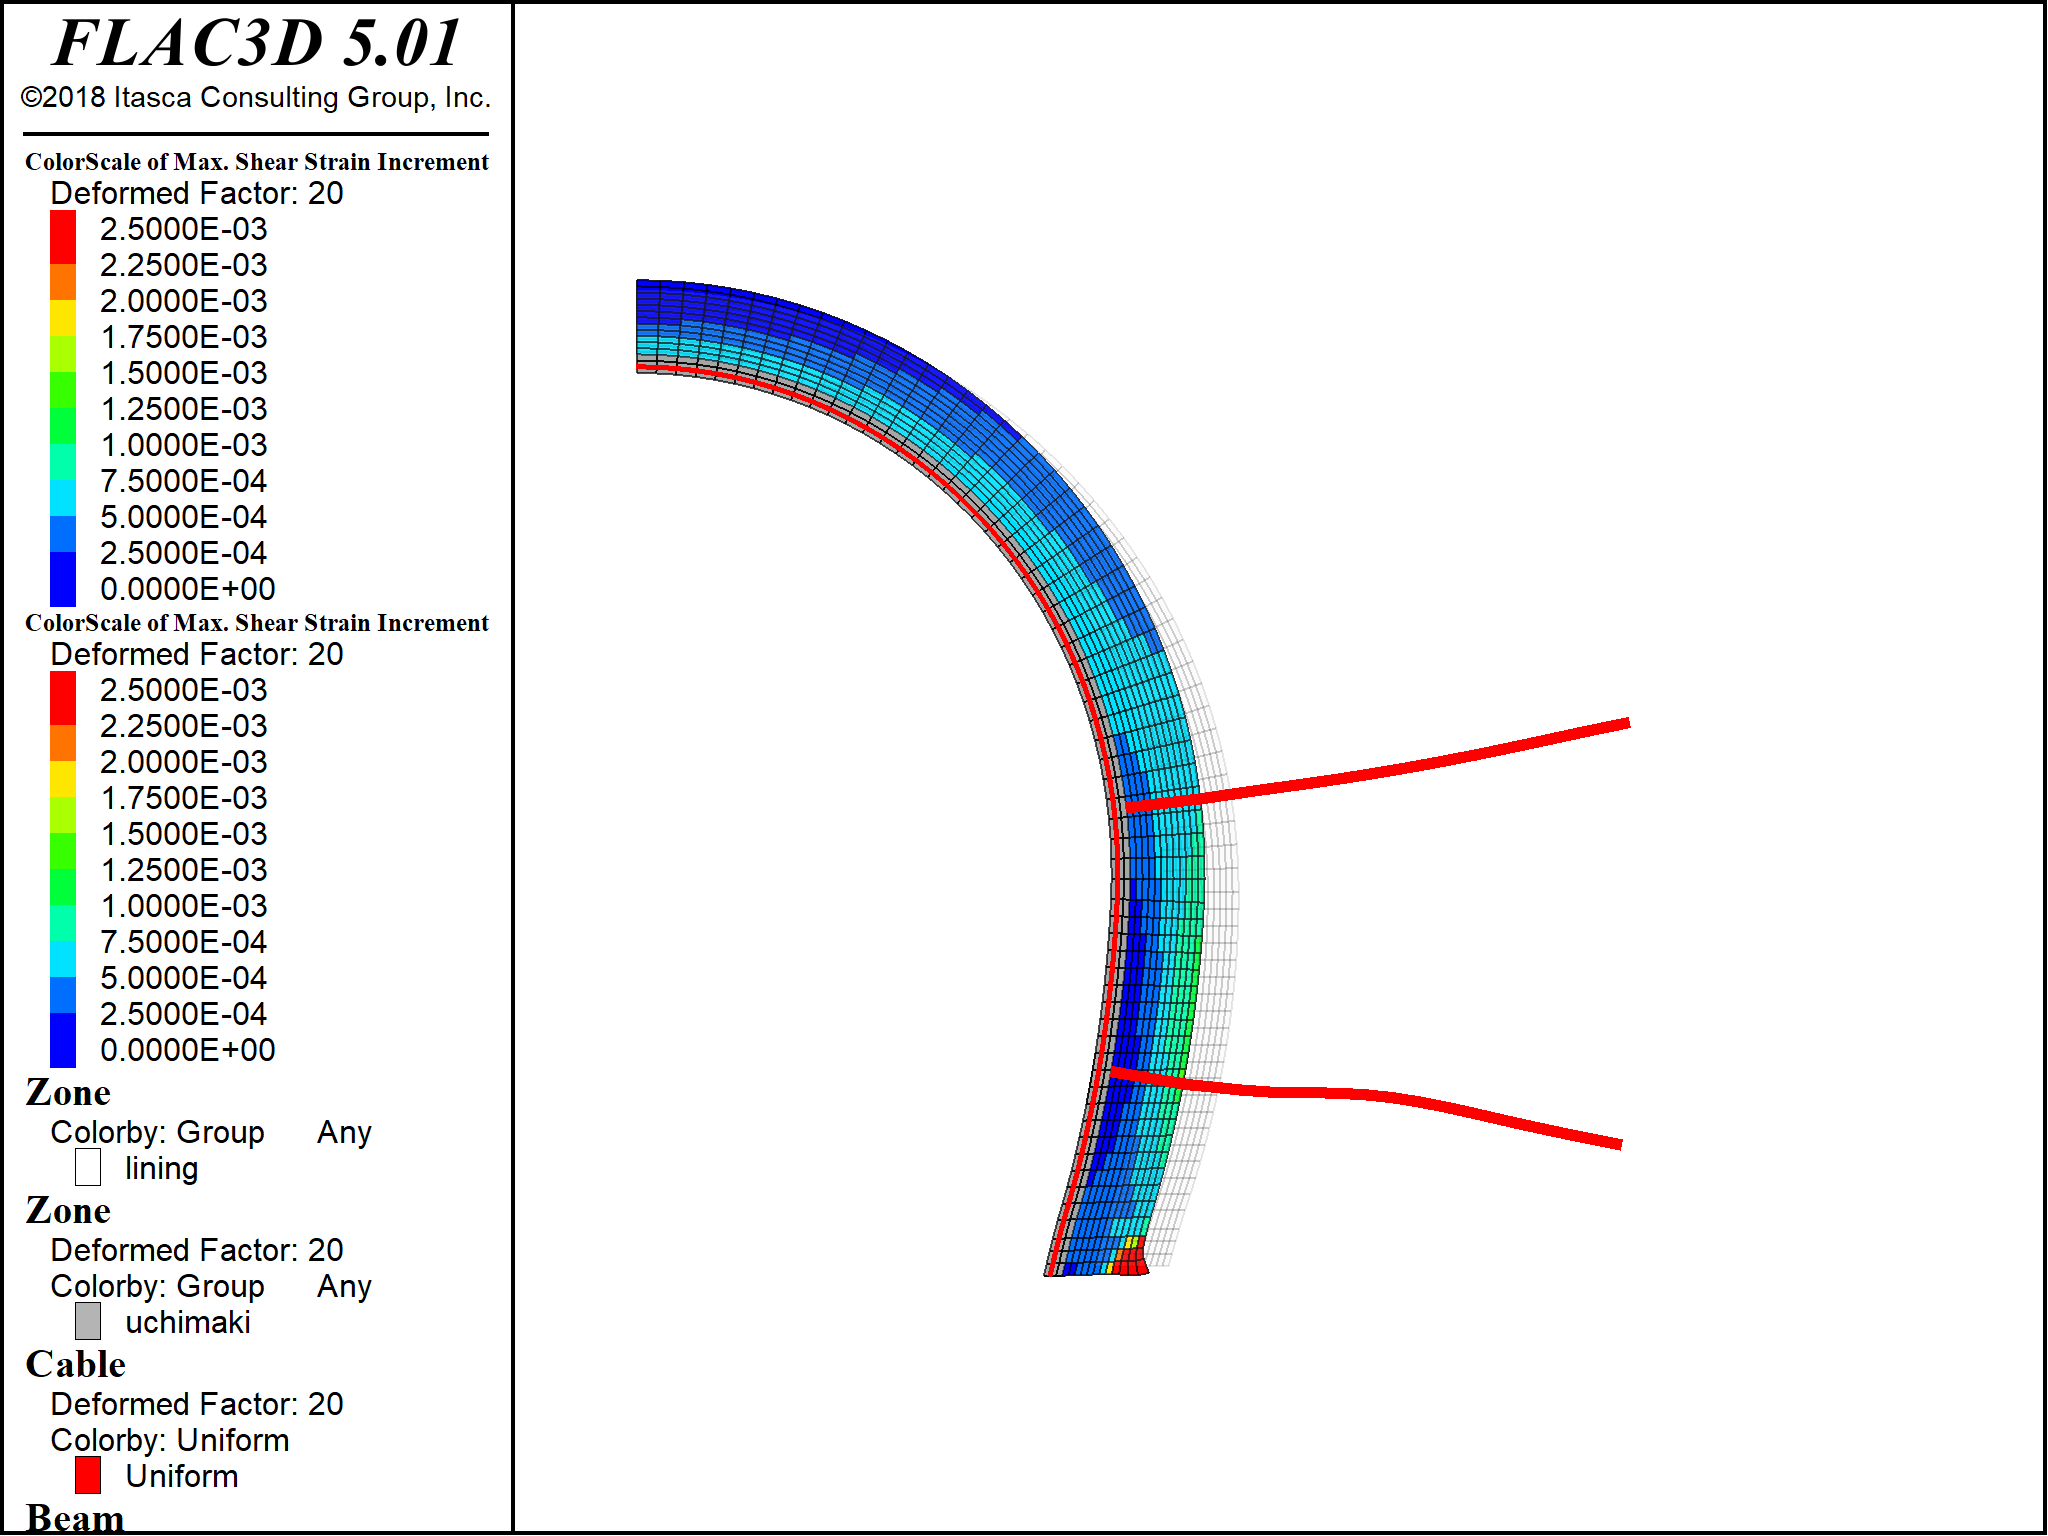 FLAC3D 5.01
©2018 Itasca Consulting Group, Inc.
ColorScale of Max. Shear Strain Increment
Deformed Factor: 20
2.5000E-03
2.2500E-03
2.0000E-03
1.7500E-03
1.5000E-03
1.2500E-03
1.0000E-03
7.5000E-04
5.0000E-04
2.5000E-04
0.0000E+00
ColorScale of Max. Shear Strain Increment
Deformed Factor: 20
2.5000E-03
2.2500E-03
2.0000E-03
1.7500E-03
1.5000E-03
1.2500E-03
1.0000E-03
7.5000E-04
5.0000E-04
2.5000E-04
0.0000E+00
Zone
Colorby: Group Any
lining
Zone
Deformed Factor: 20
Colorby: Group Any
uchimaki
Cable
Deformed Factor: 20
Colorby: Uniform
Uniform
Beam